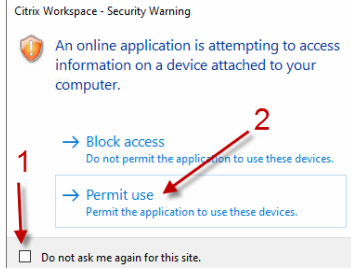 Citrix Workspace - Security Warning
An online application is attempting to access
information on a device attached to your
computer.
2
→ Block access
Do not permit the application to use these devices.
1
→ Permit use
Permit the application to use these devices.
Do not ask me again for this site.